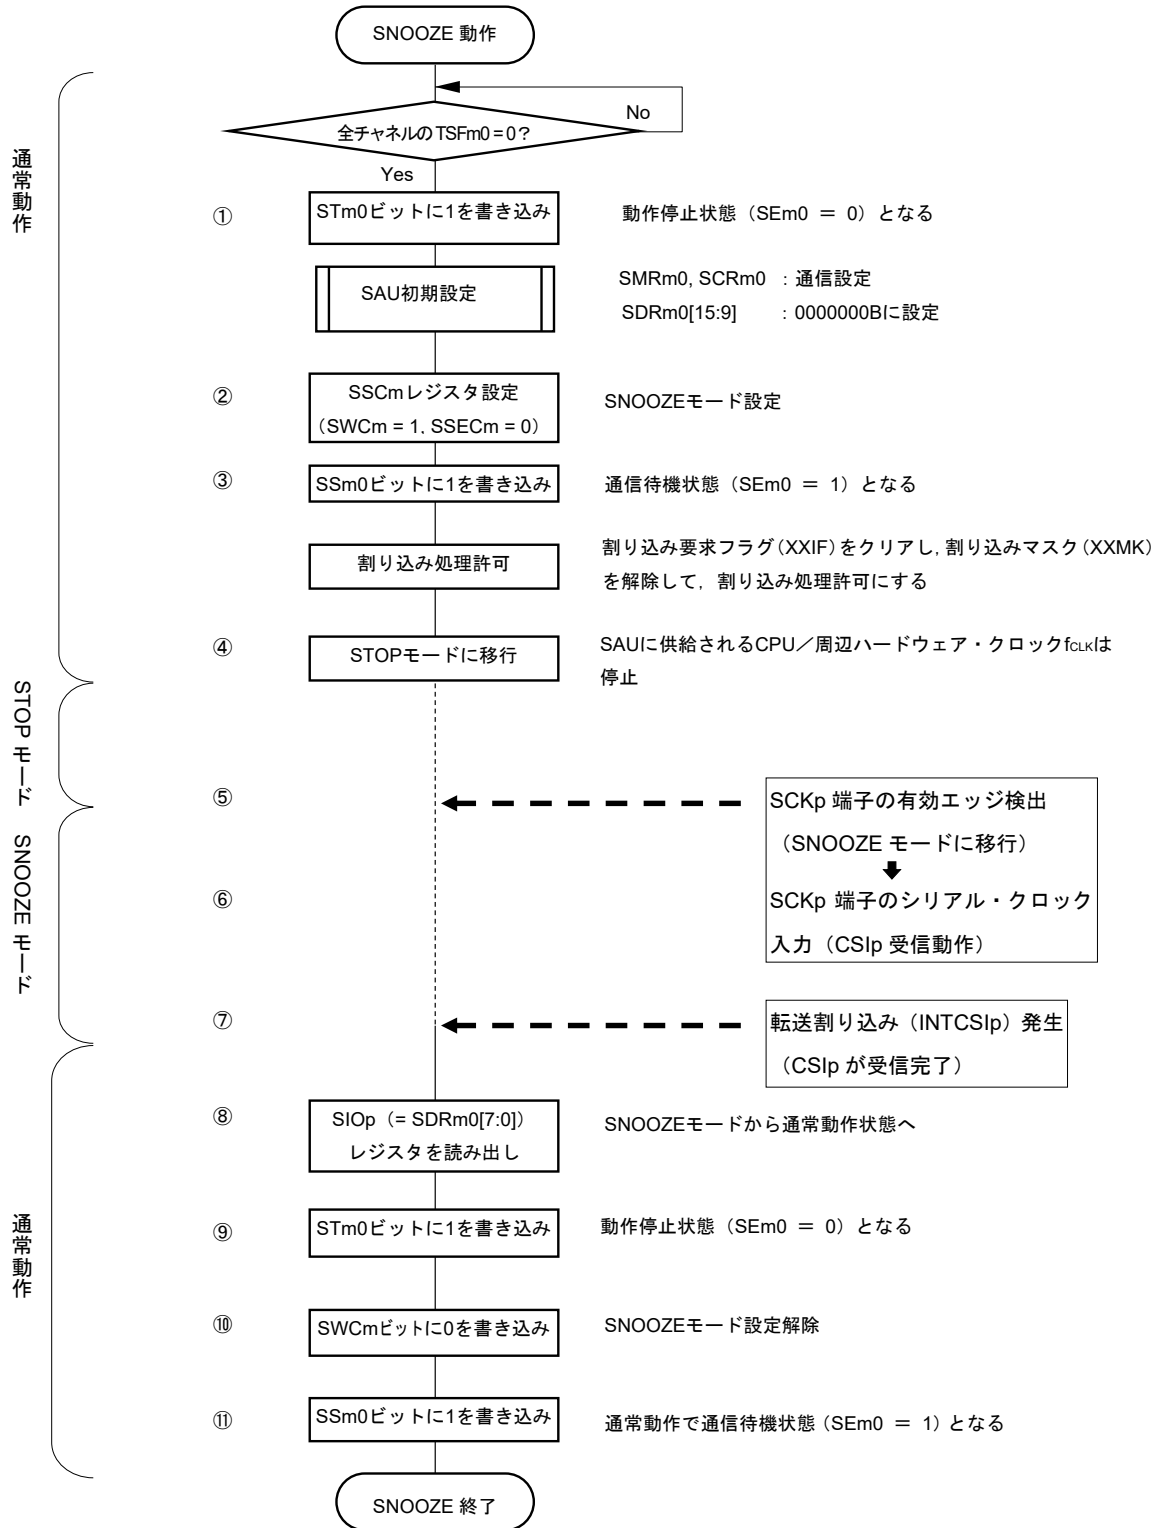 SNOOZE 動作
No
全チャネルのTSFm0 = 0？
Yes
通常動作
①
STm0ビットに1を書き込み
動作停止状態（SEm0 ＝ 0）となる
SAU初期設定
SMRm0, SCRm0 ：通信設定
SDRm0[15:9] ：0000000Bに設定
②
SSCmレジスタ設定
（SWCm = 1, SSECm = 0）
SNOOZEモード設定
③
SSm0ビットに1を書き込み
通信待機状態（SEm0 ＝ 1）となる
割り込み処理許可
割り込み要求フラグ（XXIF）をクリアし, 割り込みマスク（XXMK）
を解除して，割り込み処理許可にする
④
STOPモードに移行
SAUに供給されるCPU／周辺ハードウェア・クロックfCLKは
停止
STOP モード
⑤
SCKp 端子の有効エッジ検出
（SNOOZE モードに移行）
SNOOZE モード
⑥
SCKp 端子のシリアル・クロック
入力（CSIp 受信動作）
⑦
転送割り込み（INTCSIp）発生
（CSIp が受信完了）
通常動作
⑧
SIOp（= SDRm0[7:0]）
レジスタを読み出し
SNOOZEモードから通常動作状態へ
⑨
STm0ビットに1を書き込み
動作停止状態（SEm0 ＝ 0）となる
⑩
SWCmビットに0を書き込み
SNOOZEモード設定解除
⑪
SSm0ビットに1を書き込み
通常動作で通信待機状態（SEm0 ＝ 1）となる
SNOOZE 終了